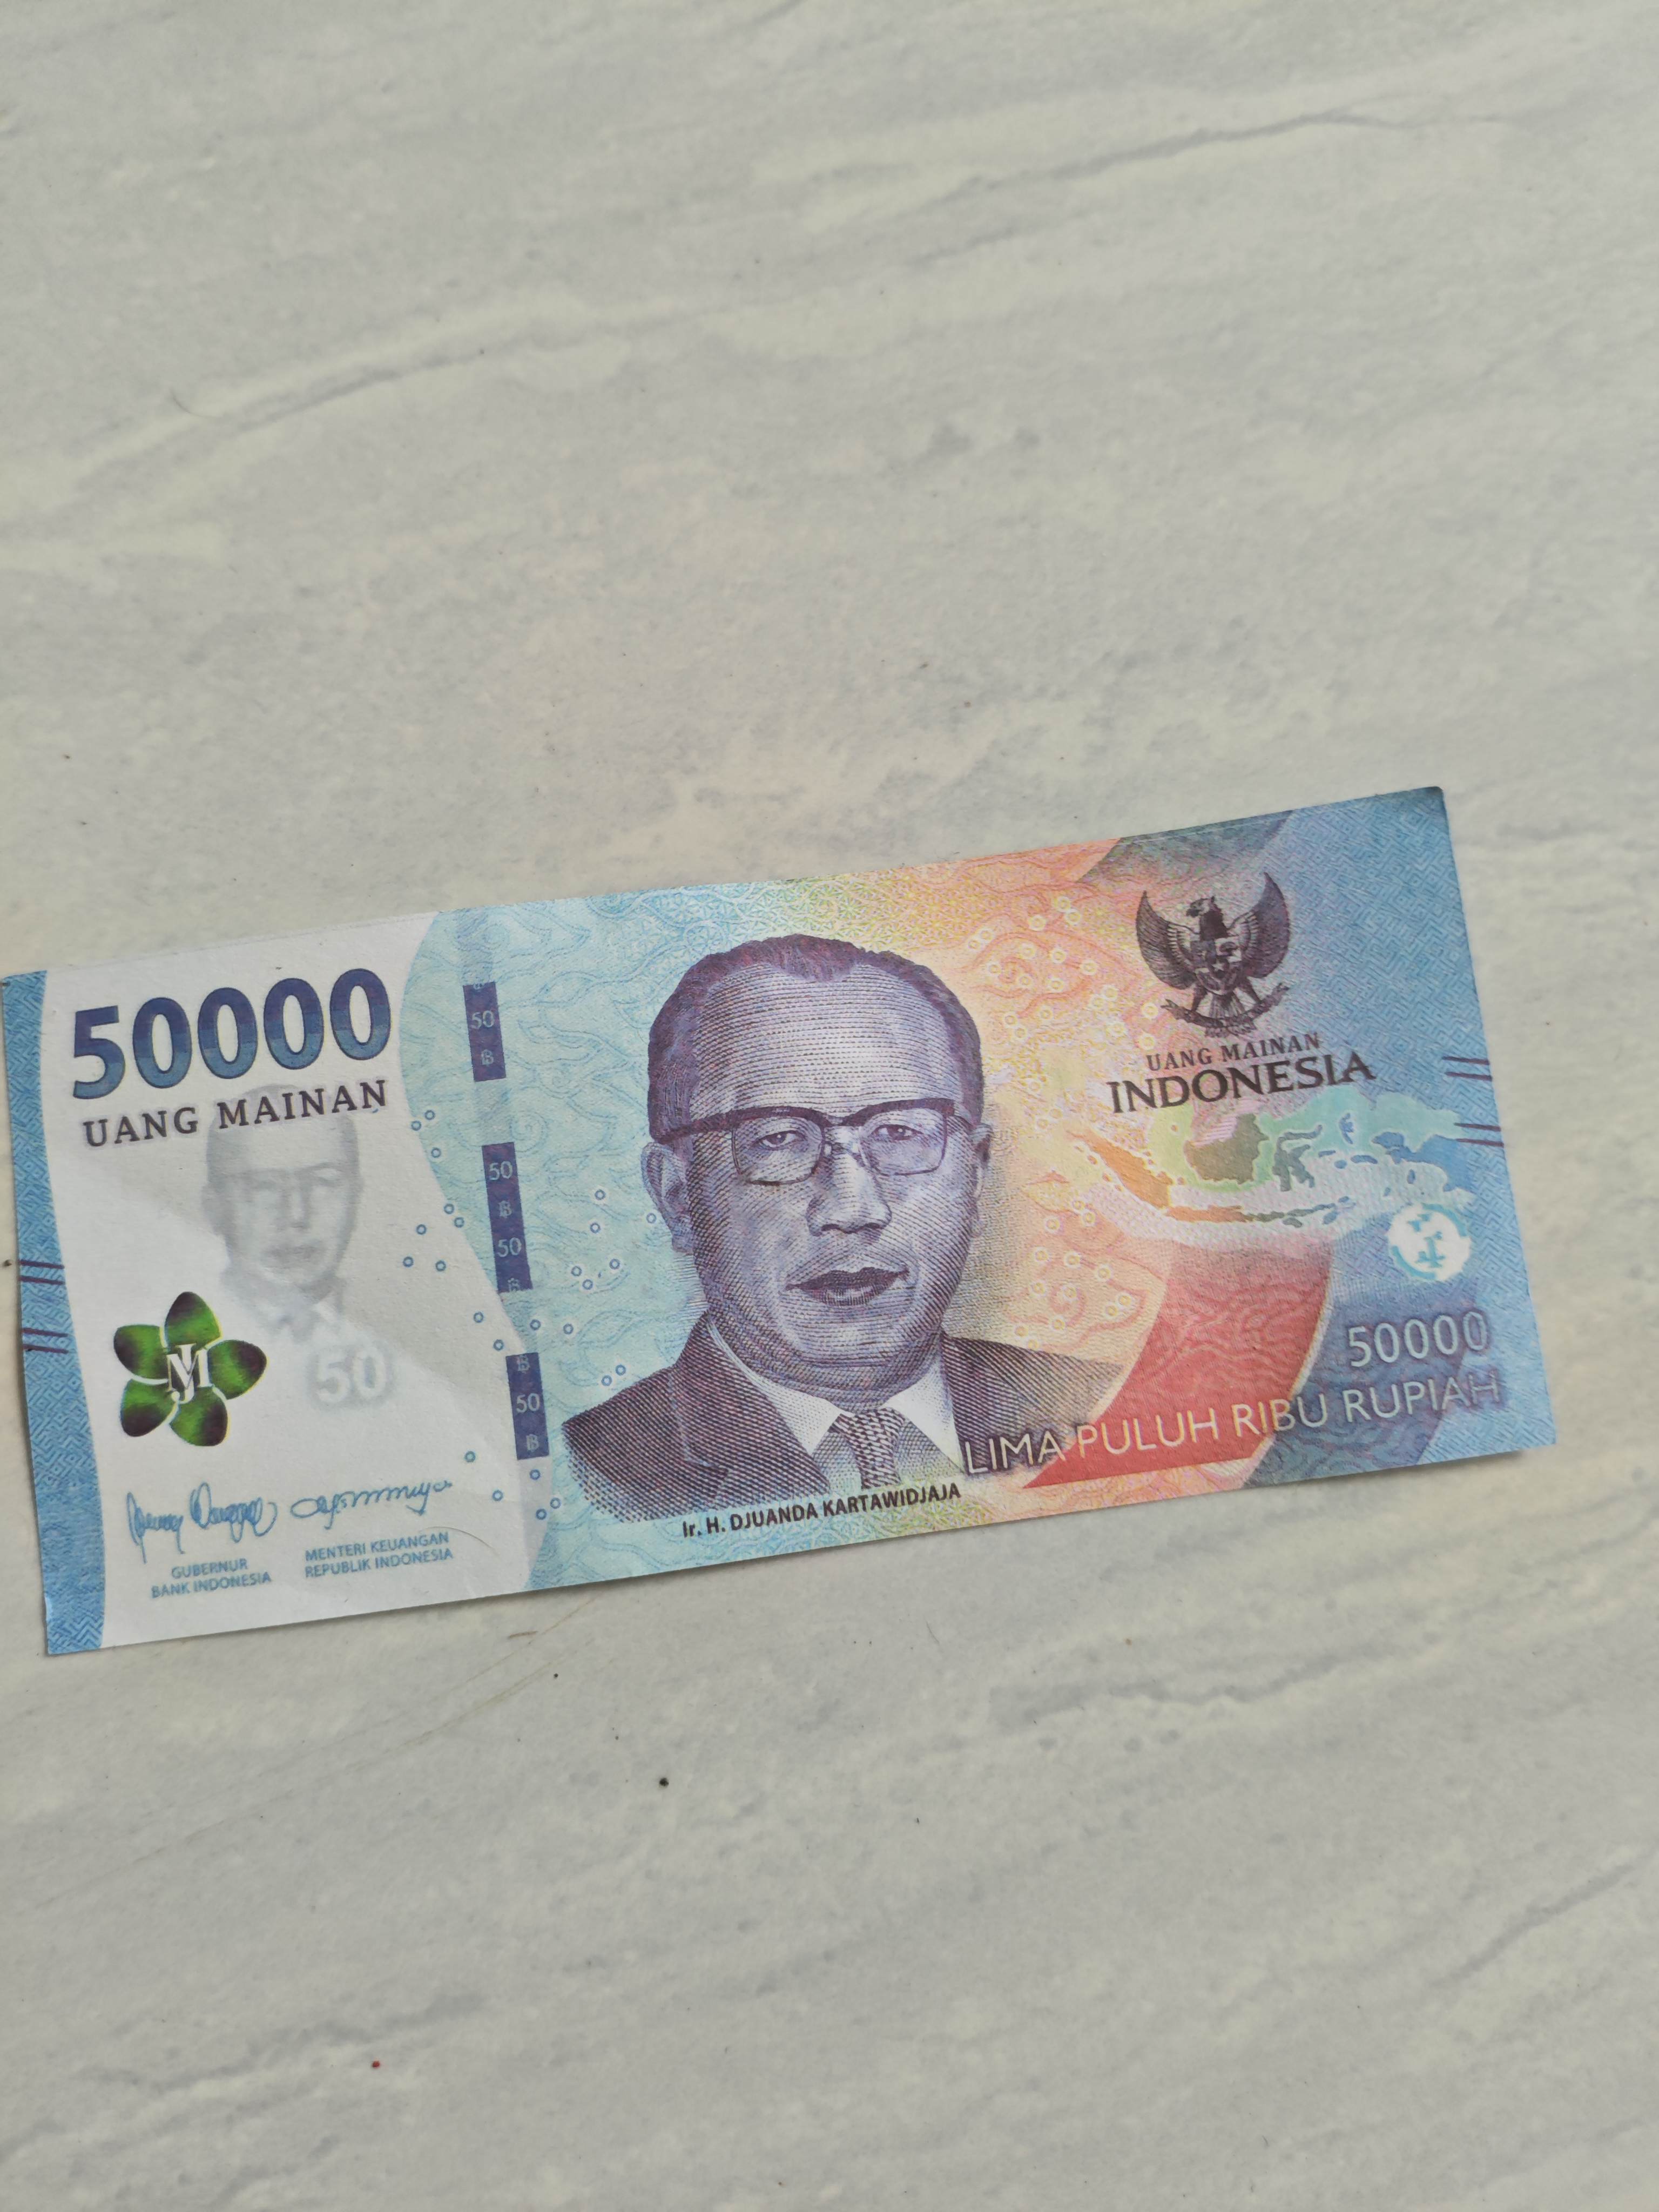 50000
UANG MAINAN
50
50
50
50
50
JM
GUBERNUR
BANK INDONESIA
MENTERI KEUANGAN
REPUBLIK INDONESIA
Ir. H. DJUANDA KARTAWIDJAJA
UANG MAINAN
INDONESIA
50000
LIMA PULUH RIBU RUPIAH